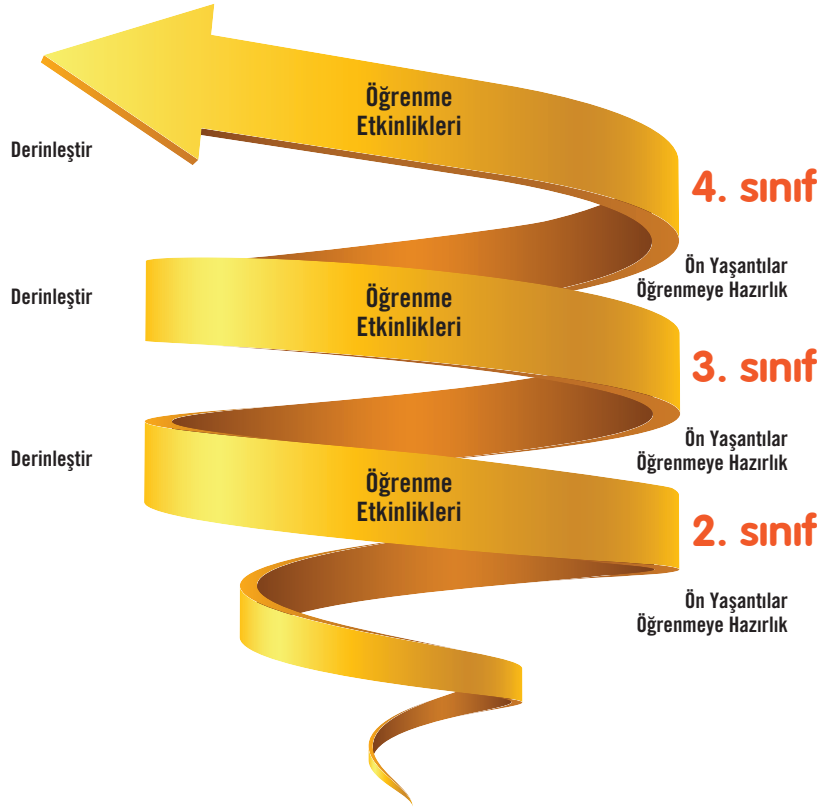 Öğrenme
Etkinlikleri
Derinleştir
4. sınıf
Ön Yaşantılar
Öğrenmeye Hazırlık
Derinleştir
Öğrenme
Etkinlikleri
3. sınıf
Ön Yaşantılar
Öğrenmeye Hazırlık
Derinleştir
Öğrenme
Etkinlikleri
2. sınıf
Ön Yaşantılar
Öğrenmeye Hazırlık